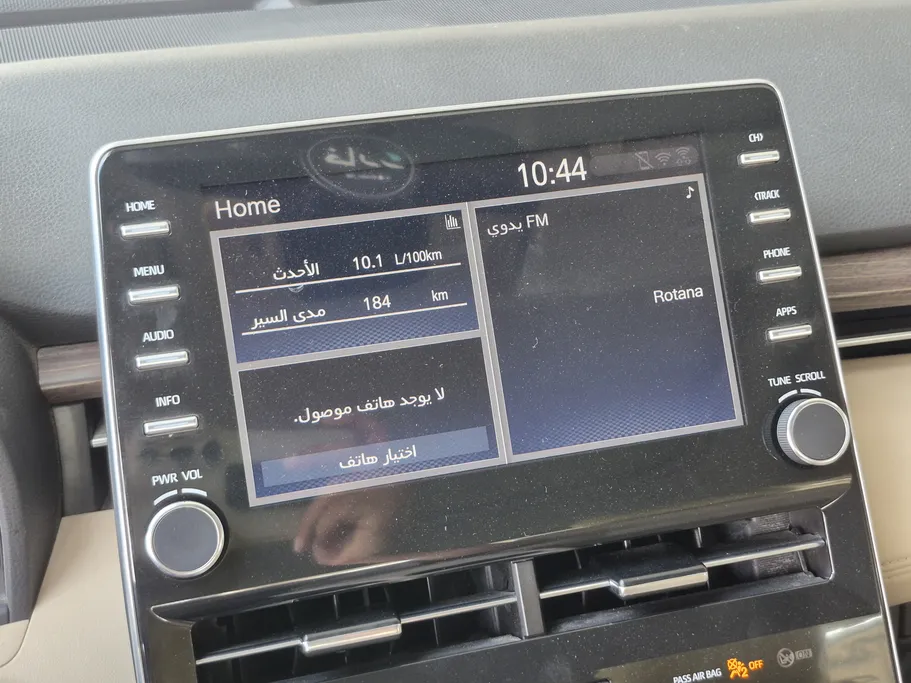 10:44
Home
الأحدث 10.1 L/100km
مدى السير 184 km
لا يوجد هاتف موصول.
اختيار هاتف
يدوي FM
Rotana
HOME
MENU
AUDIO
INFO
PWR VOL
CH
TRACK
PHONE
APPS
TUNE SCROLL
PASS AIR BAG
2 OFF